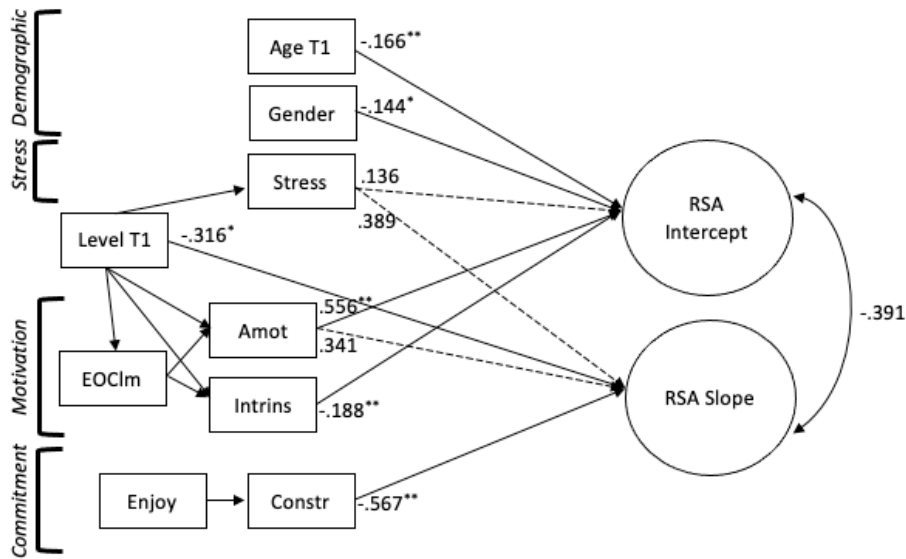 Demographic
Age T1
-.166**
Gender
-.144*
Stress
Stress
.136
.389
Level T1
-.316*
RSA
Intercept
-.391
Motivation
Amot
.556**
.341
EOClm
Intrins
-.188**
RSA Slope
Commitment
Enjoy
Constr
-.567**